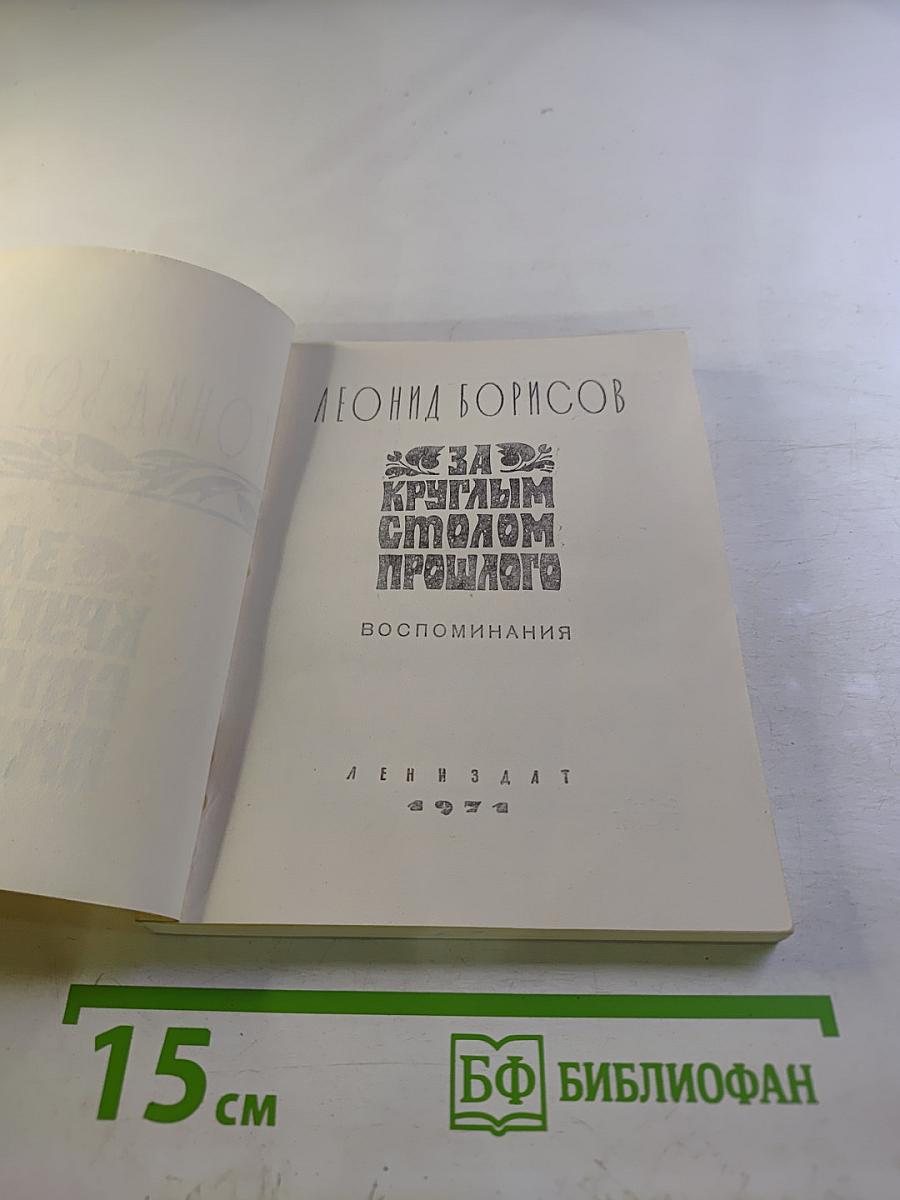 ЛЕОНИД БОРИСОВ
ЗА
КРУГЛЫМ
СТОЛОМ
ПРОШЛОГО
ВОСПОМИНАНИЯ
ЛЕНИЗДАТ
1971
15 см
БФ БИБЛИОФАН